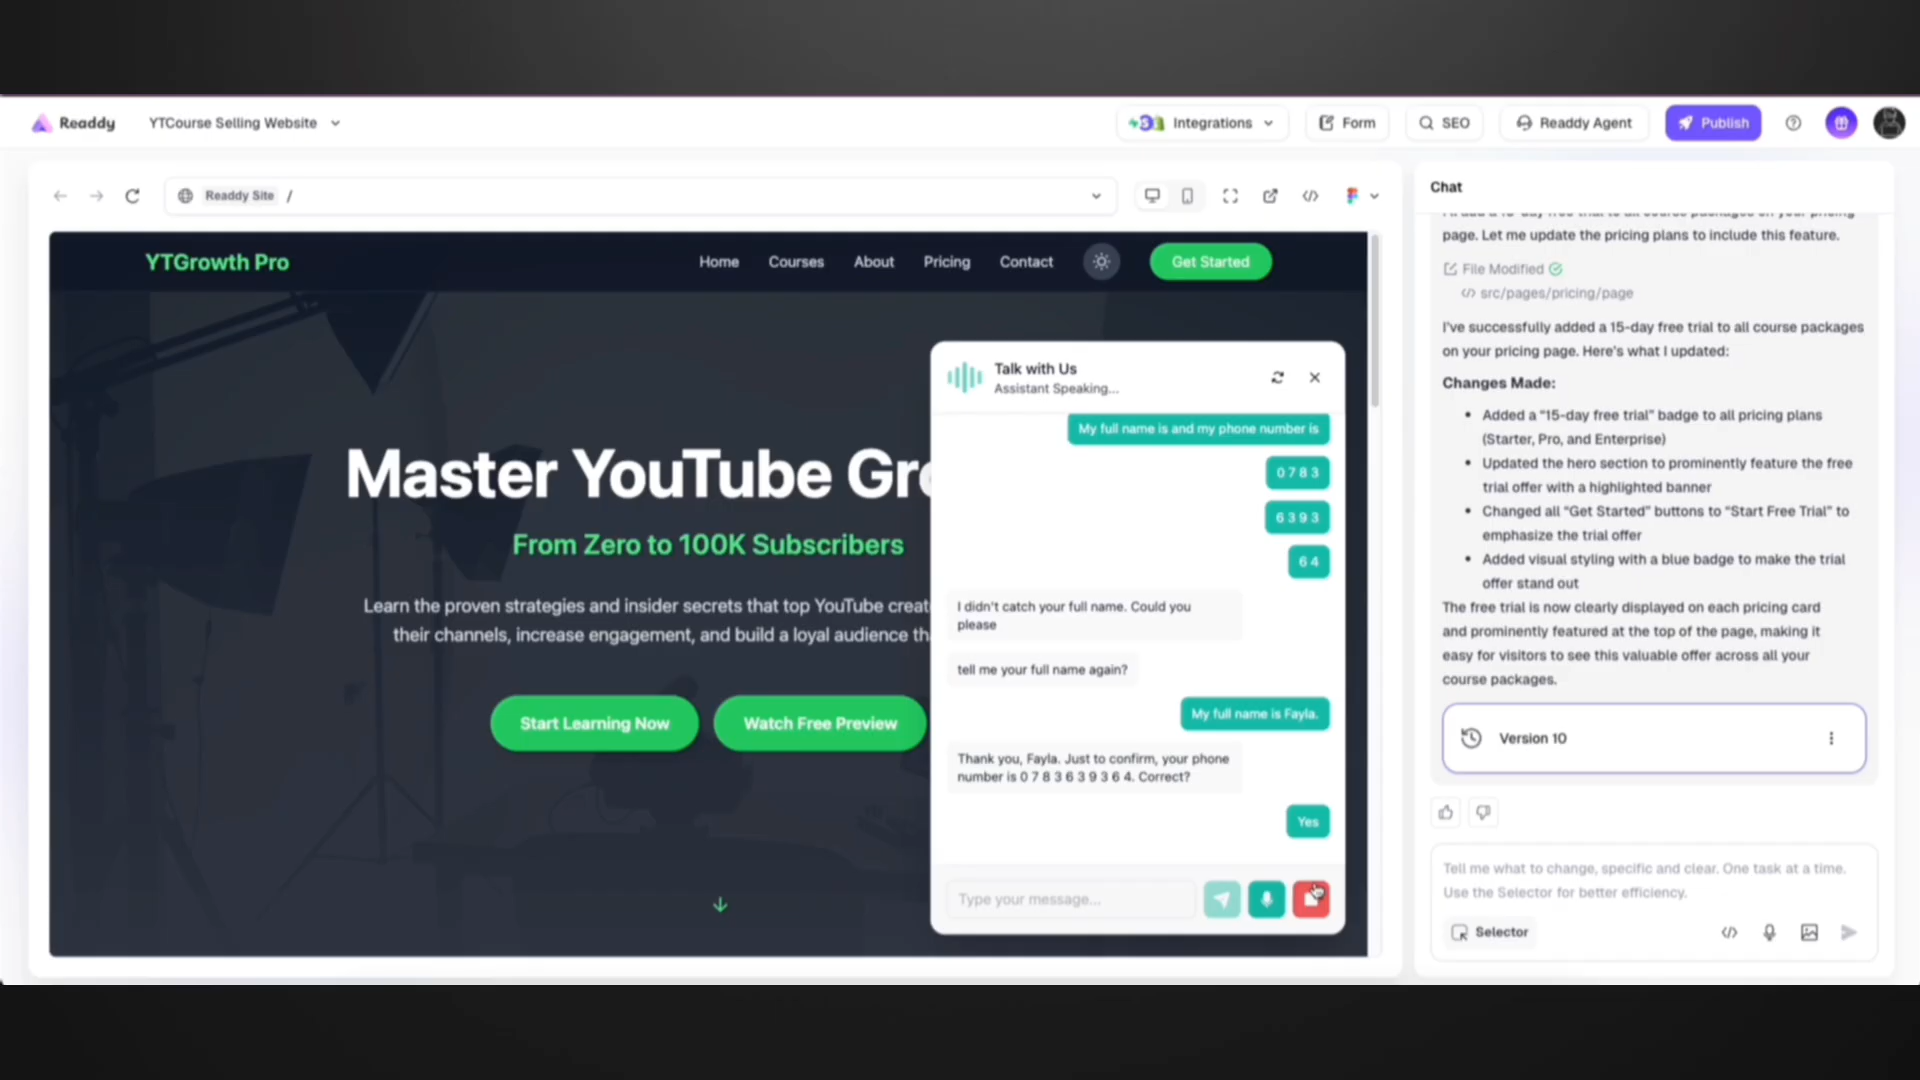 Readdy
YTCourse Selling Website
Integrations
Form
SEO
Readdy Agent
Publish
Readdy Site /
YTGrowth Pro
Home
Courses
About
Pricing
Contact
Get Started
Master YouTube Gro
From Zero to 100K Subscribers
Learn the proven strategies and insider secrets that top YouTube creat
their channels, increase engagement, and build a loyal audience th
Start Learning Now
Watch Free Preview
Talk with Us
Assistant Speaking...
My full name is and my phone number is
0 7 8 3
6 3 9 3
6 4
I didn't catch your full name. Could you
please
tell me your full name again?
My full name is Fayla.
Thank you, Fayla. Just to confirm, your phone
number is 0 7 8 3 6 3 9 3 6 4. Correct?
Yes
Type your message...
Chat
page. Let me update the pricing plans to include this feature.
File Modified
</> src/pages/pricing/page
I've successfully added a 15-day free trial to all course packages
on your pricing page. Here's what I updated:
Changes Made:
• Added a "15-day free trial" badge to all pricing plans
(Starter, Pro, and Enterprise)
• Updated the hero section to prominently feature the free
trial offer with a highlighted banner
• Changed all "Get Started" buttons to "Start Free Trial" to
emphasize the trial offer
• Added visual styling with a blue badge to make the trial
offer stand out
The free trial is now clearly displayed on each pricing card
and prominently featured at the top of the page, making it
easy for visitors to see this valuable offer across all your
course packages.
Version 10
Tell me what to change, specific and clear. One task at a time.
Use the Selector for better efficiency.
Selector